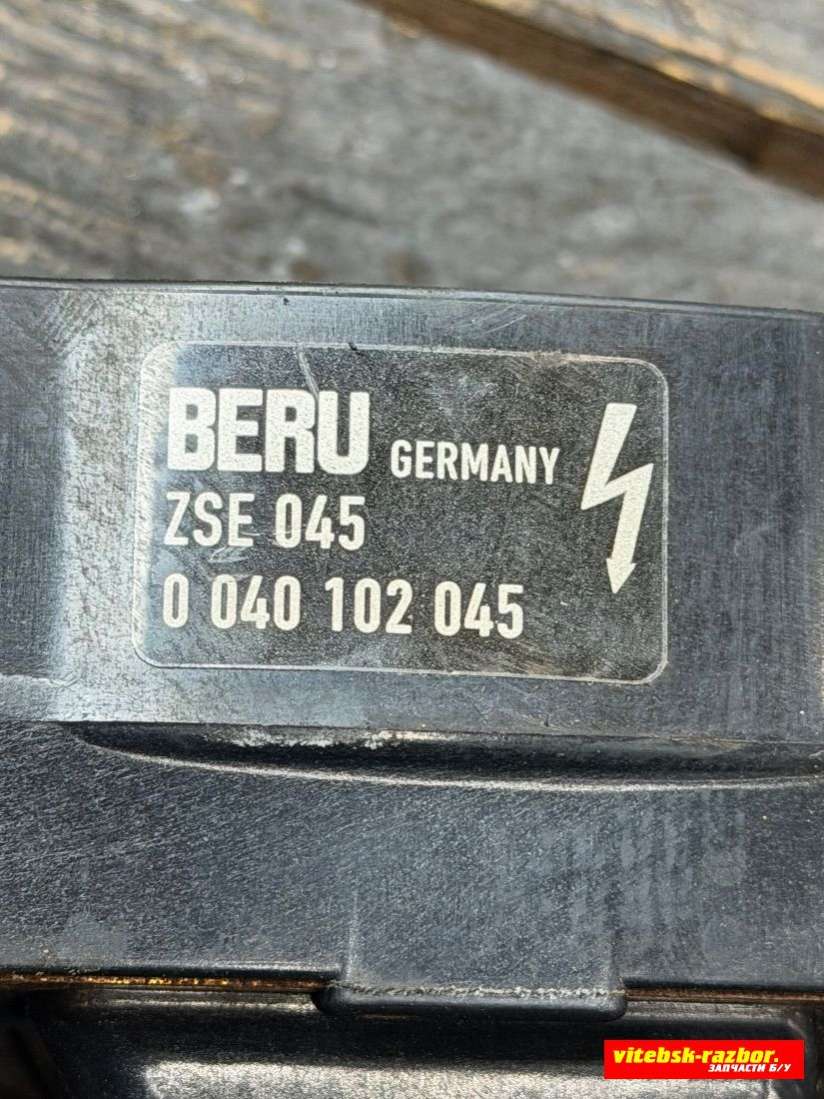 BERU GERMANY
ZSE 045
0 040 102 045
vitebsk-razbor.
ЗАПЧАСТИ Б/У